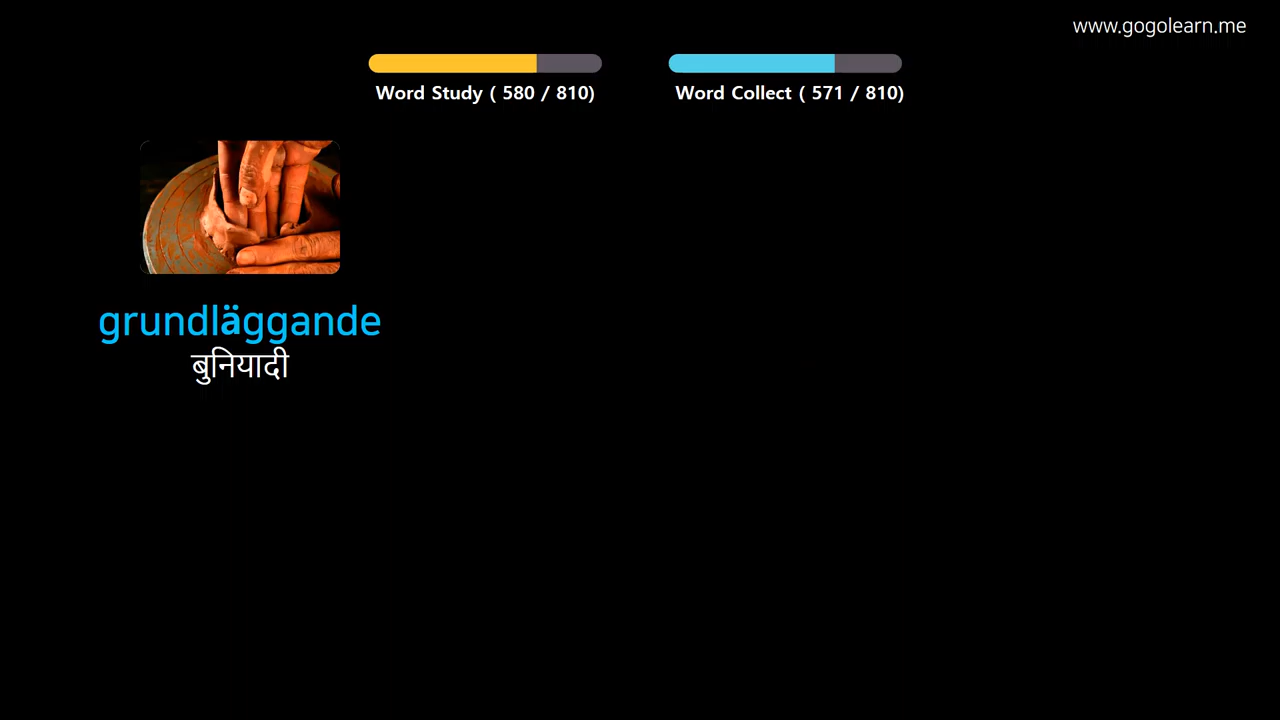 www.gogolearn.me
Word Study ( 580 / 810)
Word Collect ( 571 / 810)
grundläggande
बुनियादी